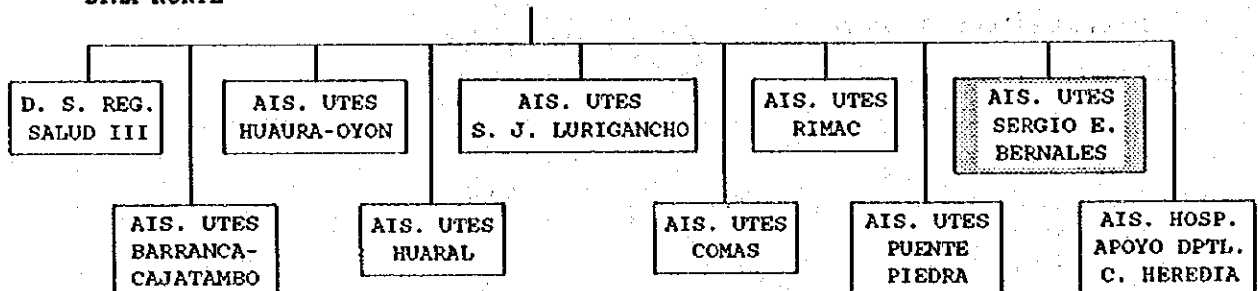 D. S. REG.
SALUD III
AIS. UTES
HUAURA-OYON
AIS. UTES
S. J. LURIGANCHO
AIS. UTES
RIMAC
AIS. UTES
SERGIO E.
BERNALES
AIS. UTES
BARRANCA-
CAJATAMBO
AIS. UTES
HUARAL
AIS. UTES
COMAS
AIS. UTES
PUENTE
PIEDRA
AIS. HOSP.
APOYO DPTL.
C. HEREDIA